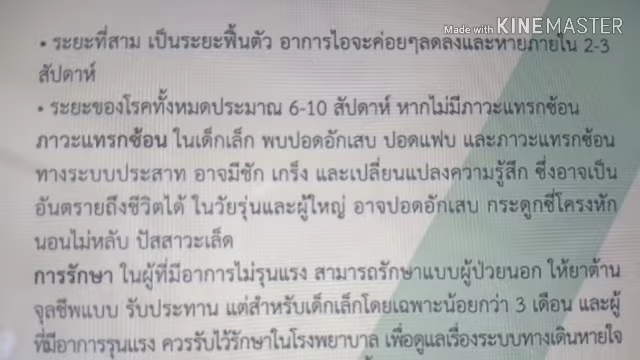 Made with KINEMASTER
• ระยะที่สาม เป็นระยะฟื้นตัว อาการไอจะค่อยๆลดลงและหายภายใน 2-3
สัปดาห์
• ระยะของโรคทั้งหมดประมาณ 6-10 สัปดาห์ หากไม่มีภาวะแทรกซ้อน
ภาวะแทรกซ้อน ในเด็กเล็ก พบปอดอักเสบ ปอดแฟบ และภาวะแทรกซ้อน
ทางระบบประสาท อาจมีชัก เกร็ง และเปลี่ยนแปลงความรู้สึก ซึ่งอาจเป็น
อันตรายถึงชีวิตได้ ในวัยรุ่นและผู้ใหญ่ อาจปอดอักเสบ กระดูกซี่โครงหัก
นอนไม่หลับ ปัสสาวะเล็ด
การรักษา ในผู้ที่มีอาการไม่รุนแรง สามารถรักษาแบบผู้ป่วยนอก ให้ยาต้าน
จุลชีพแบบ รับประทาน แต่สำหรับเด็กเล็กโดยเฉพาะน้อยกว่า 3 เดือน และผู้
ที่มีอาการรุนแรง ควรรับไว้รักษาในโรงพยาบาล เพื่อดูแลเรื่องระบบทางเดินหายใจ